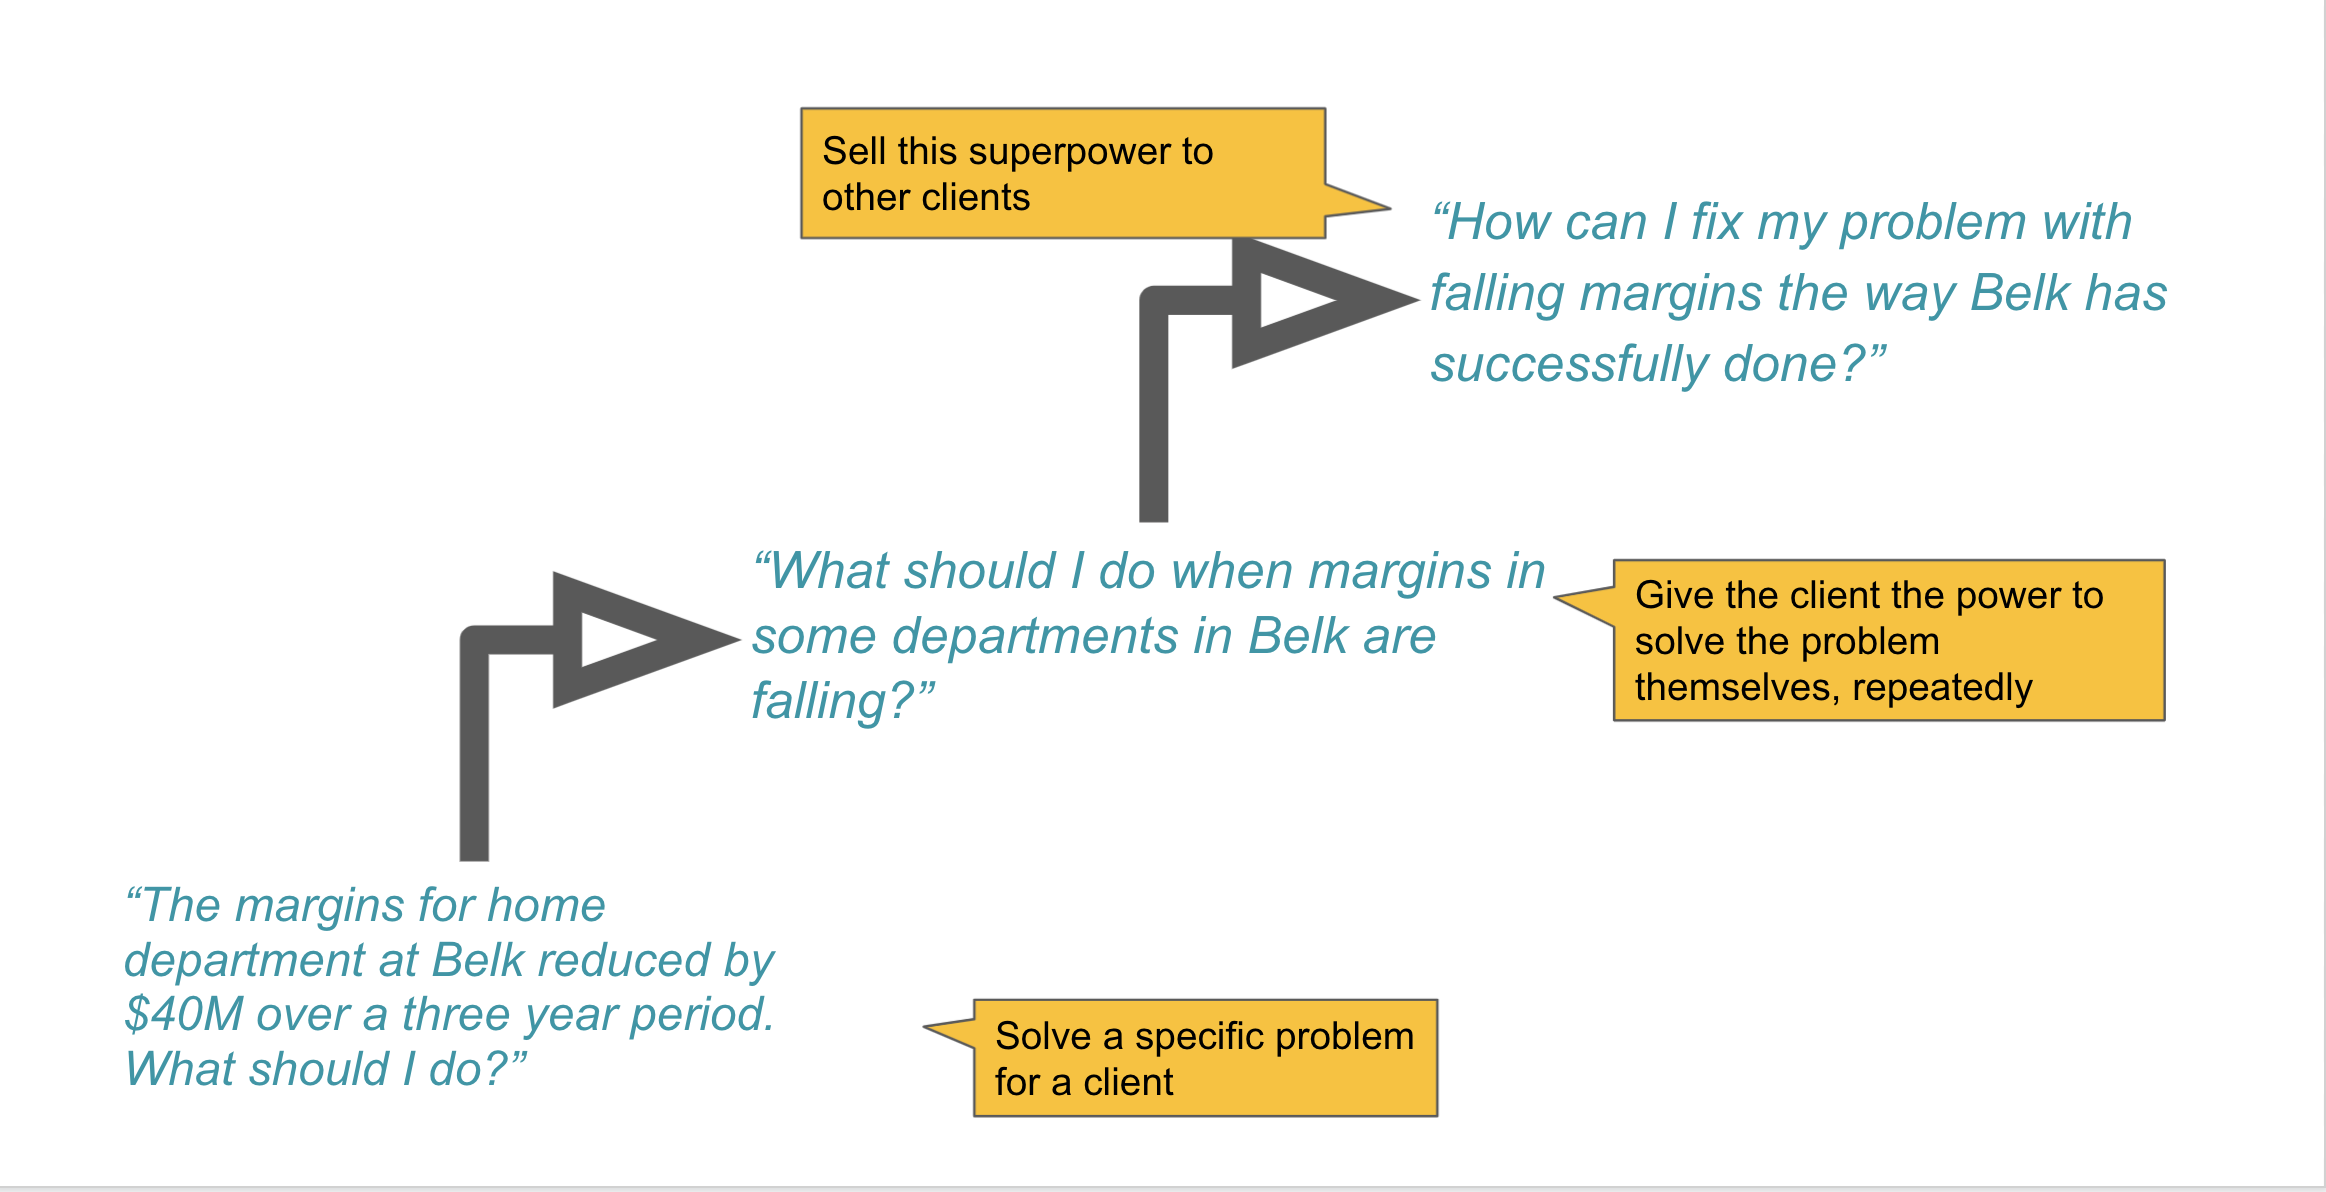 Sell this superpower to
other clients
“How can I fix my problem with
falling margins the way Belk has
successfully done?”
“What should I do when margins in
some departments in Belk are
falling?”
Give the client the power to
solve the problem
themselves, repeatedly
“The margins for home
department at Belk reduced by
$40M over a three year period.
What should I do?”
Solve a specific problem
for a client